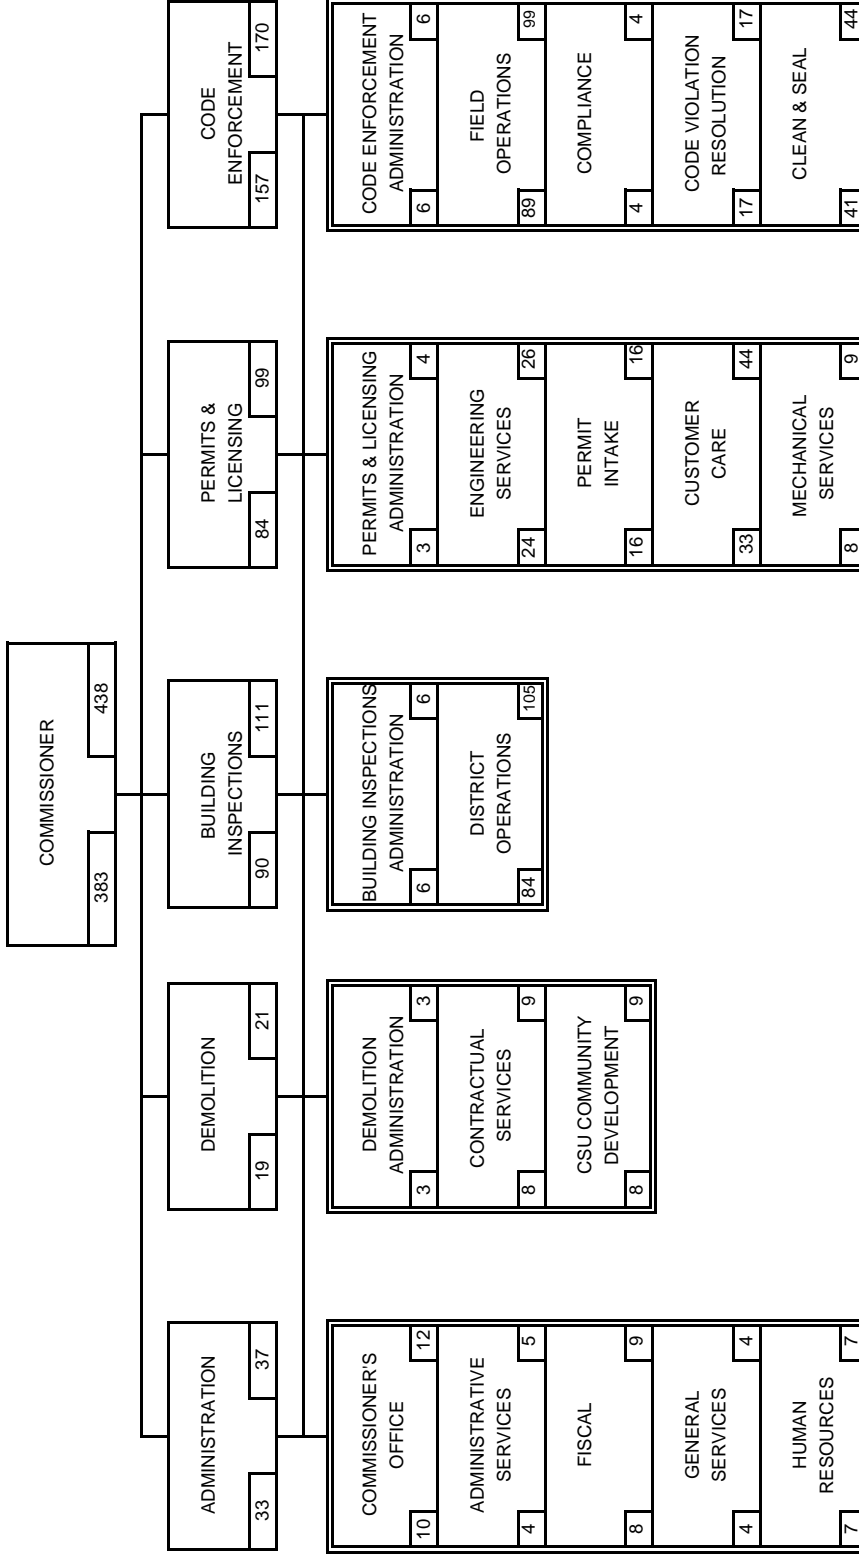 COMMISSIONER
383 438
ADMINISTRATION
33 37
DEMOLITION
19 21
BUILDING
INSPECTIONS
90 111
PERMITS &
LICENSING
84 99
CODE
ENFORCEMENT
157 170
COMMISSIONER'S
OFFICE
10 12
ADMINISTRATIVE
SERVICES
4 5
FISCAL
8 9
GENERAL
SERVICES
4 4
HUMAN
RESOURCES
7 7
DEMOLITION
ADMINISTRATION
3 3
CONTRACTUAL
SERVICES
8 9
CSU COMMUNITY
DEVELOPMENT
8 9
BUILDING INSPECTIONS
ADMINISTRATION
6 6
DISTRICT
OPERATIONS
84 105
PERMITS & LICENSING
ADMINISTRATION
3 4
ENGINEERING
SERVICES
24 26
PERMIT
INTAKE
16 16
CUSTOMER
CARE
33 44
MECHANICAL
SERVICES
8 9
CODE ENFORCEMENT
ADMINISTRATION
6 6
FIELD
OPERATIONS
89 99
COMPLIANCE
4 4
CODE VIOLATION
RESOLUTION
17 17
CLEAN & SEAL
41 44